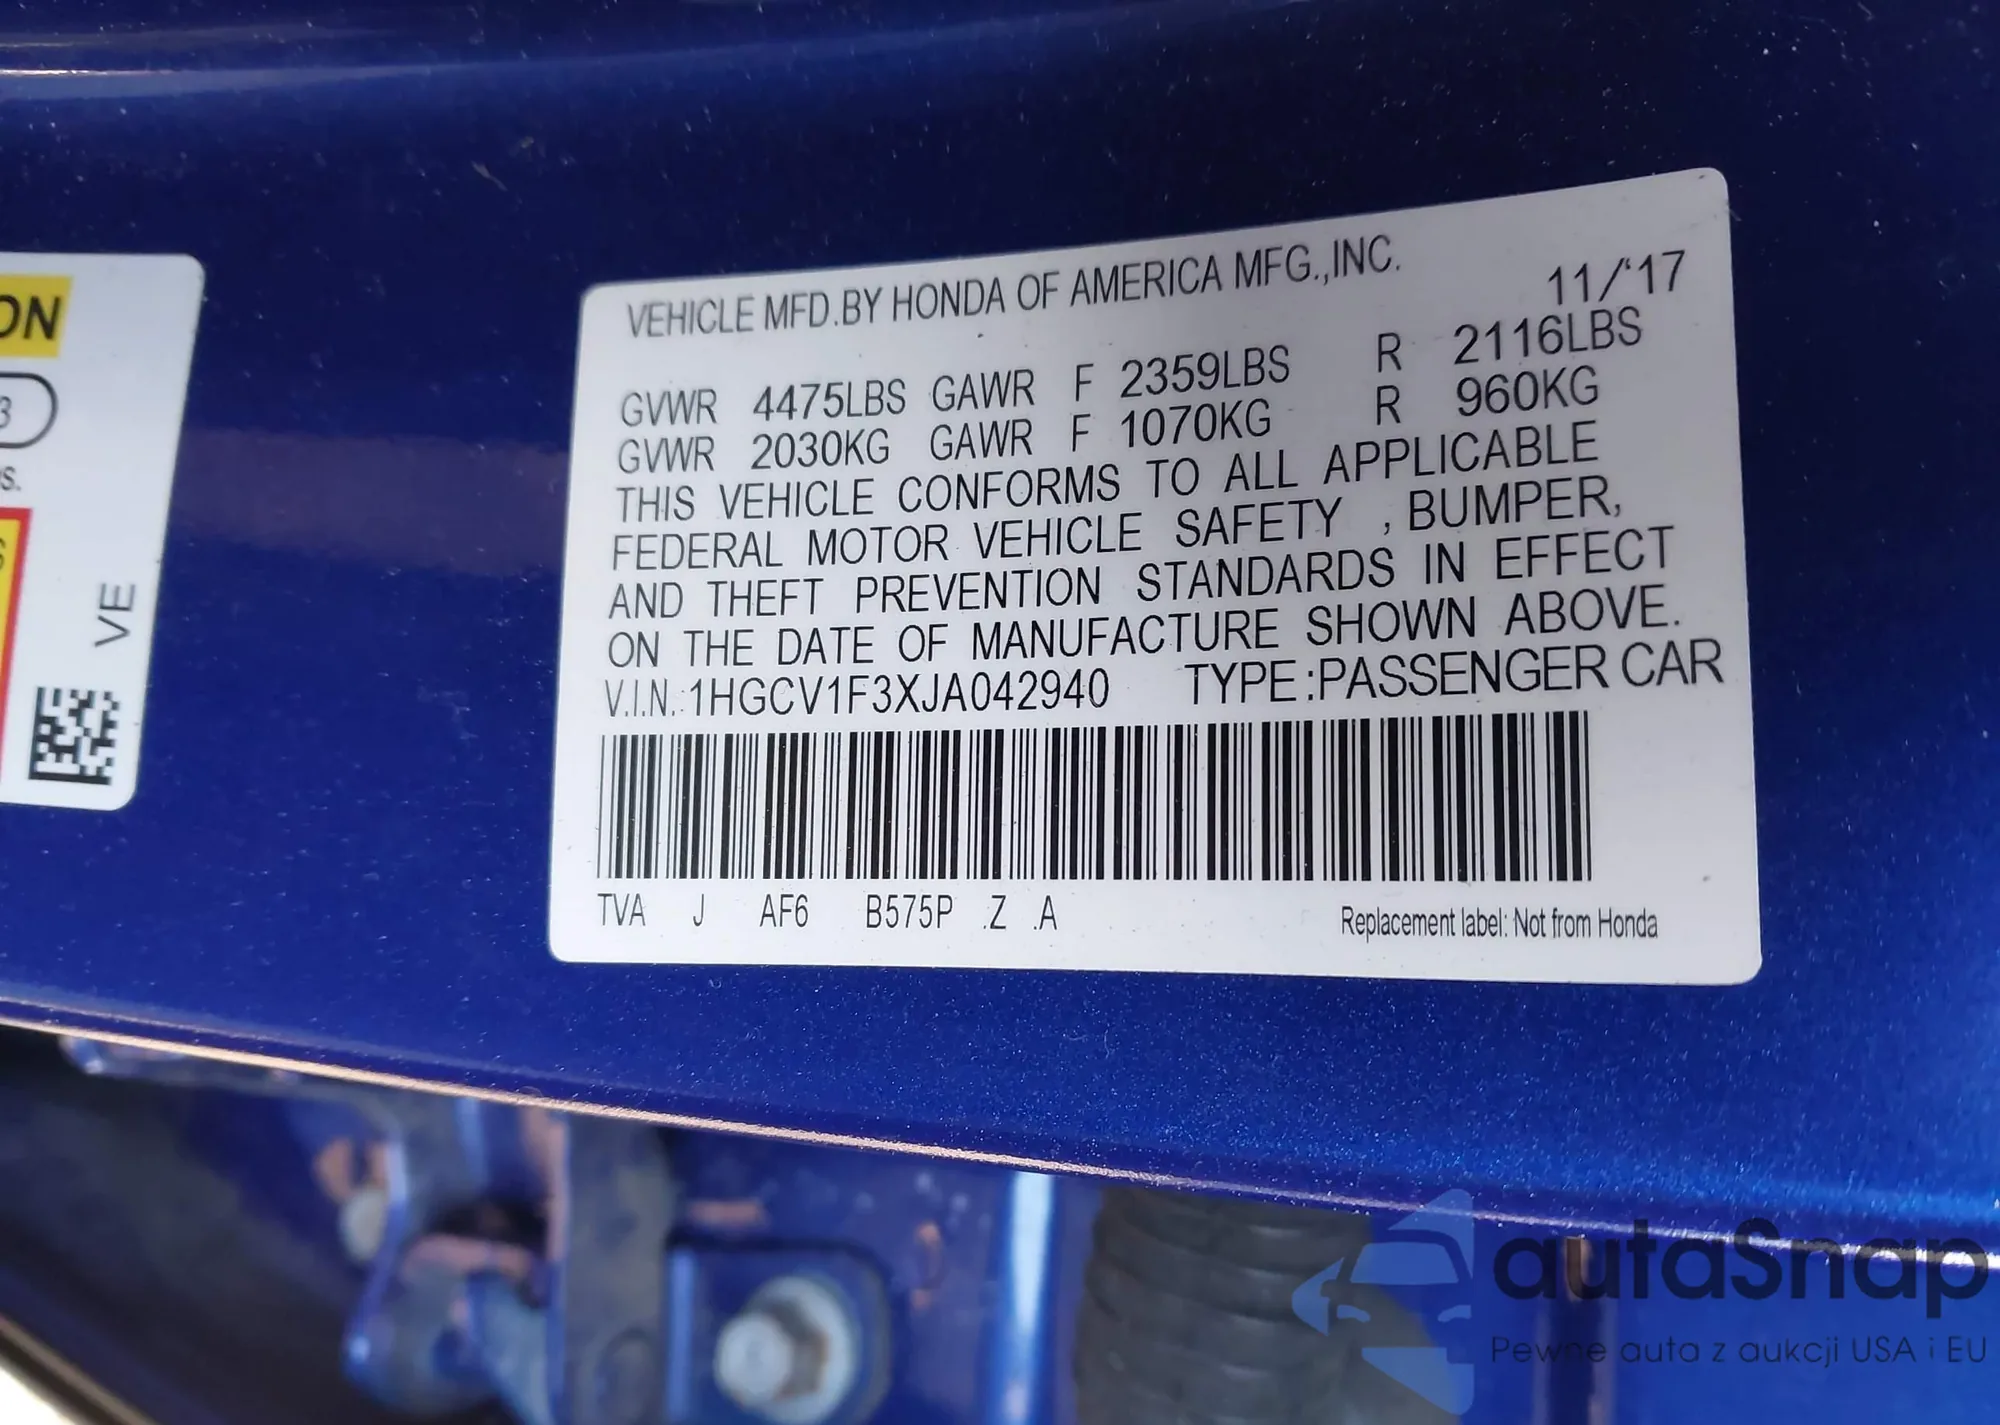 ON
3
S.
VE
VEHICLE MFD.BY HONDA OF AMERICA MFG.,INC.
11/'17
GVWR 4475LBS GAWR F 2359LBS R 2116LBS
GVWR 2030KG GAWR F 1070KG R 960KG
THIS VEHICLE CONFORMS TO ALL APPLICABLE
FEDERAL MOTOR VEHICLE SAFETY , BUMPER,
AND THEFT PREVENTION STANDARDS IN EFFECT
ON THE DATE OF MANUFACTURE SHOWN ABOVE.
V.I.N.:1HGCV1F3XJA042940 TYPE:PASSENGER CAR
TVA J AF6 B575P .Z .A
Replacement label: Not from Honda
autaSnap
Pewne auta z aukcji USA i EU